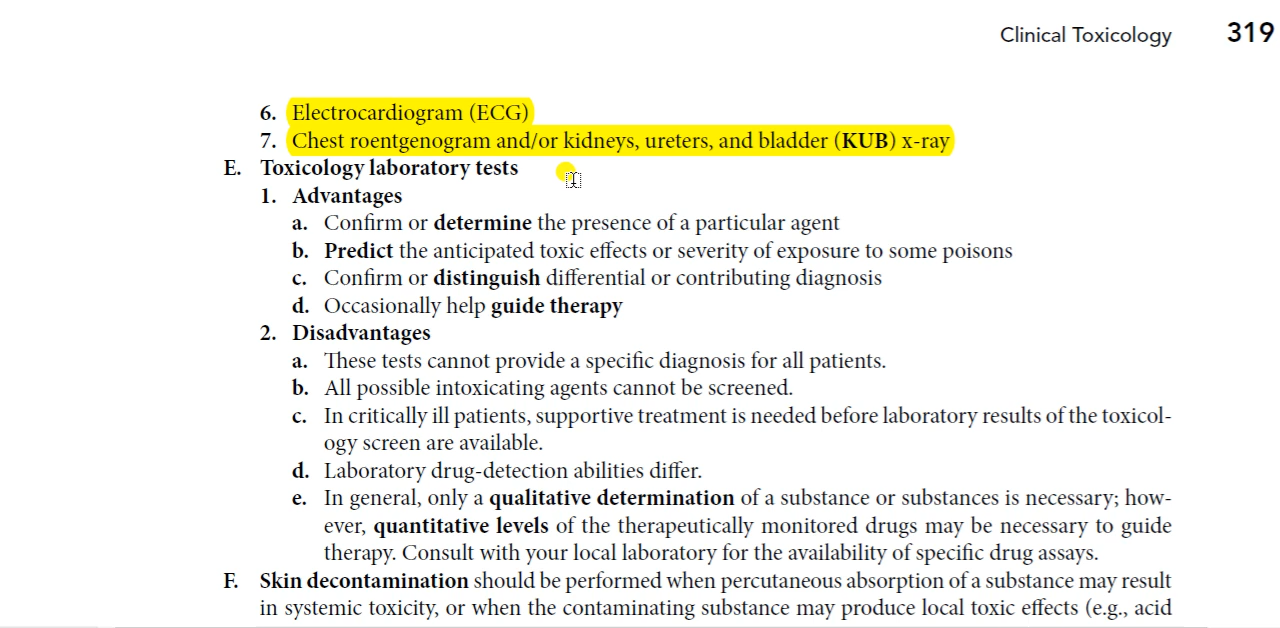 Clinical Toxicology 319
6. Electrocardiogram (ECG)
7. Chest roentgenogram and/or kidneys, ureters, and bladder (KUB) x-ray
E. Toxicology laboratory tests
1. Advantages
a. Confirm or determine the presence of a particular agent
b. Predict the anticipated toxic effects or severity of exposure to some poisons
c. Confirm or distinguish differential or contributing diagnosis
d. Occasionally help guide therapy
2. Disadvantages
a. These tests cannot provide a specific diagnosis for all patients.
b. All possible intoxicating agents cannot be screened.
c. In critically ill patients, supportive treatment is needed before laboratory results of the toxicol-
ogy screen are available.
d. Laboratory drug-detection abilities differ.
e. In general, only a qualitative determination of a substance or substances is necessary; how-
ever, quantitative levels of the therapeutically monitored drugs may be necessary to guide
therapy. Consult with your local laboratory for the availability of specific drug assays.
F. Skin decontamination should be performed when percutaneous absorption of a substance may result
in systemic toxicity, or when the contaminating substance may produce local toxic effects (e.g., acid